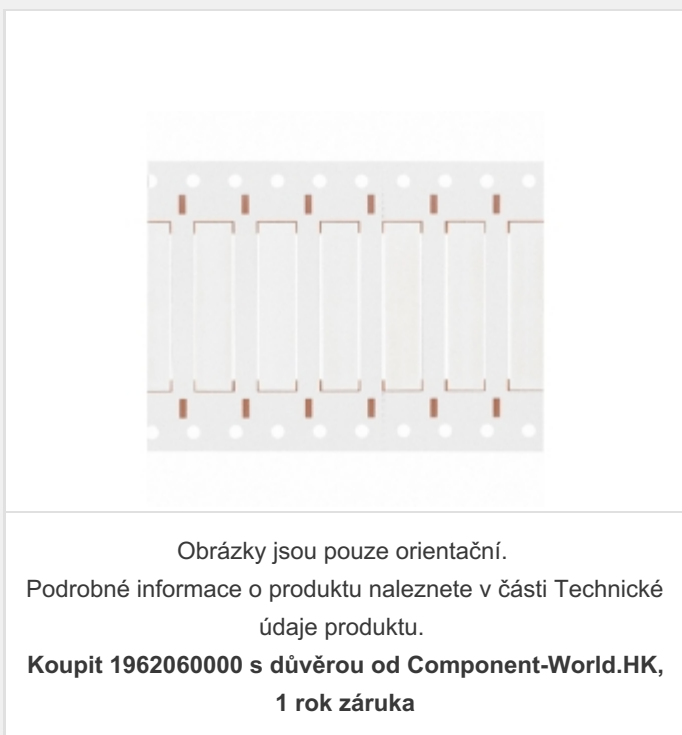 Obrázky jsou pouze orientační.
Podrobné informace o produktu naleznete v části Technické
údaje produktu.
Koupit 1962060000 s důvěrou od Component-World.HK,
1 rok záruka